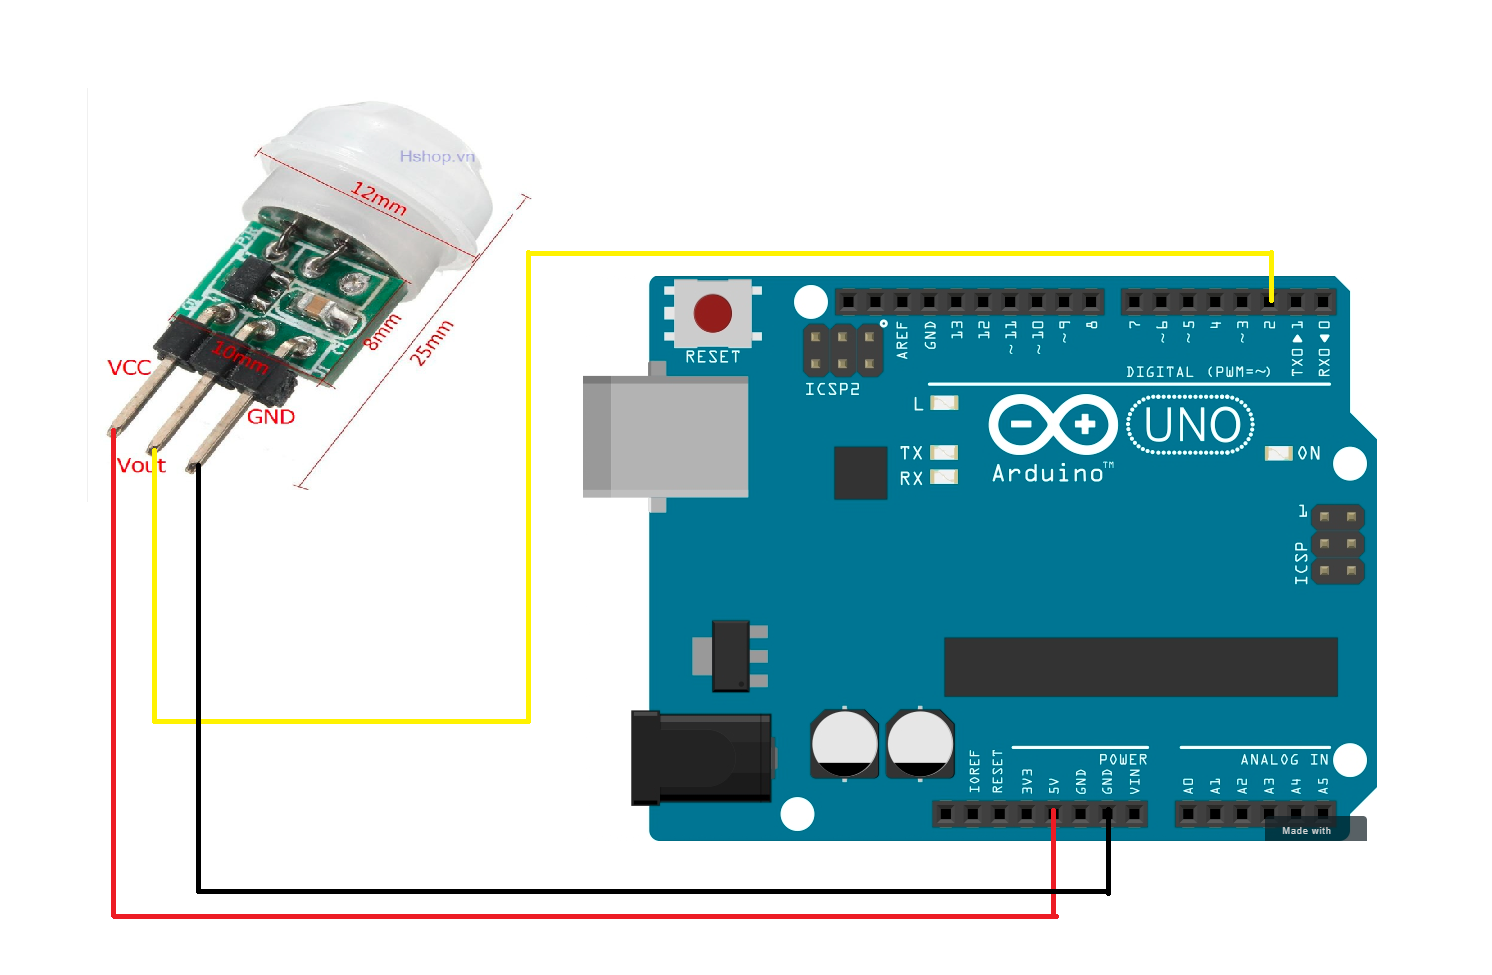 Hshop.vn
12mm
8mm
25mm
10mm
VCC
Vout
GND
RESET
ICSP2
AREF
GND
13
12
~11
~10
~9
8
7
~6
~5
4
~3
2
TX0▶1
RX0◀0
DIGITAL (PWM=~)
L
TX
RX
UNO
Arduino™
ON
1
ICSP
IOREF
RESET
3V3
5V
GND
GND
VIN
POWER
ANALOG IN
A0
A1
A2
A3
A4
A5
Made with